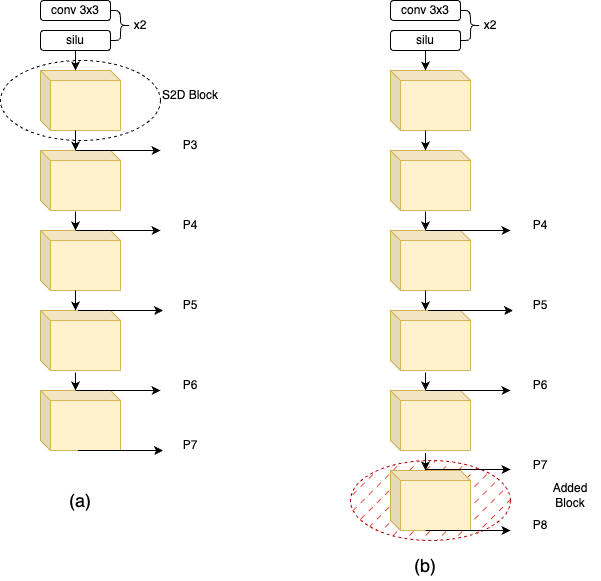 conv 3x3
silu
x2
S2D Block
P3
P4
P5
P6
P7
(a)
conv 3x3
silu
x2
P4
P5
P6
P7
Added
Block
P8
(b)